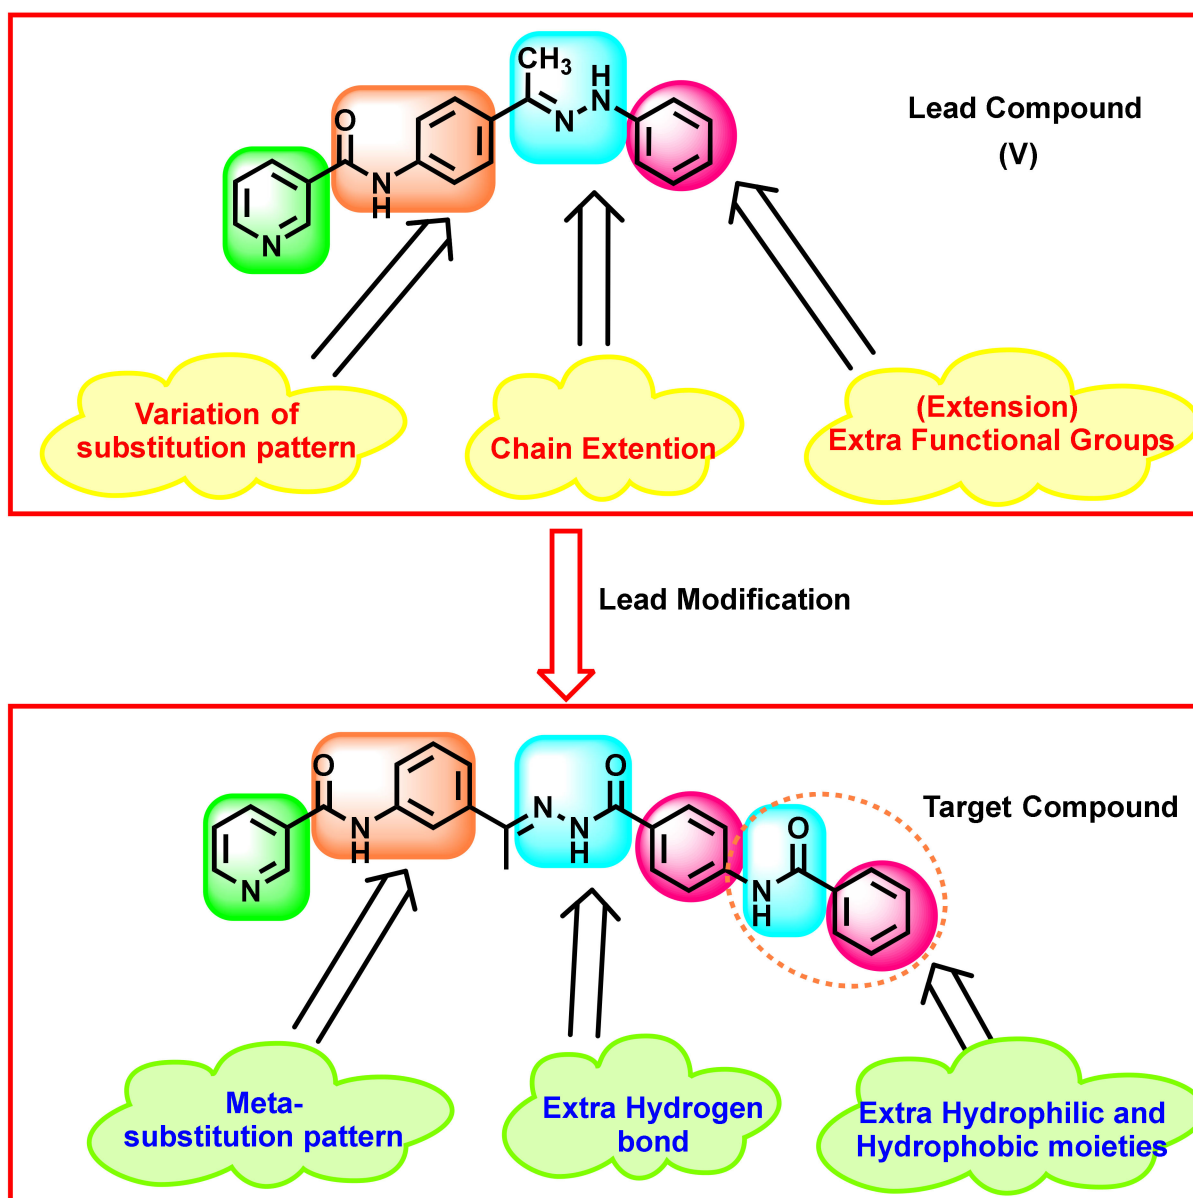 CH3
H
N
N
O
N
H
N
Lead Compound
(V)
Variation of
substitution pattern
Chain Extention
(Extension)
Extra Functional Groups
Lead Modification
O
N
H
N
N
N
H
O
O
N
H
Target Compound
Meta-
substitution pattern
Extra Hydrogen
bond
Extra Hydrophilic and
Hydrophobic moieties